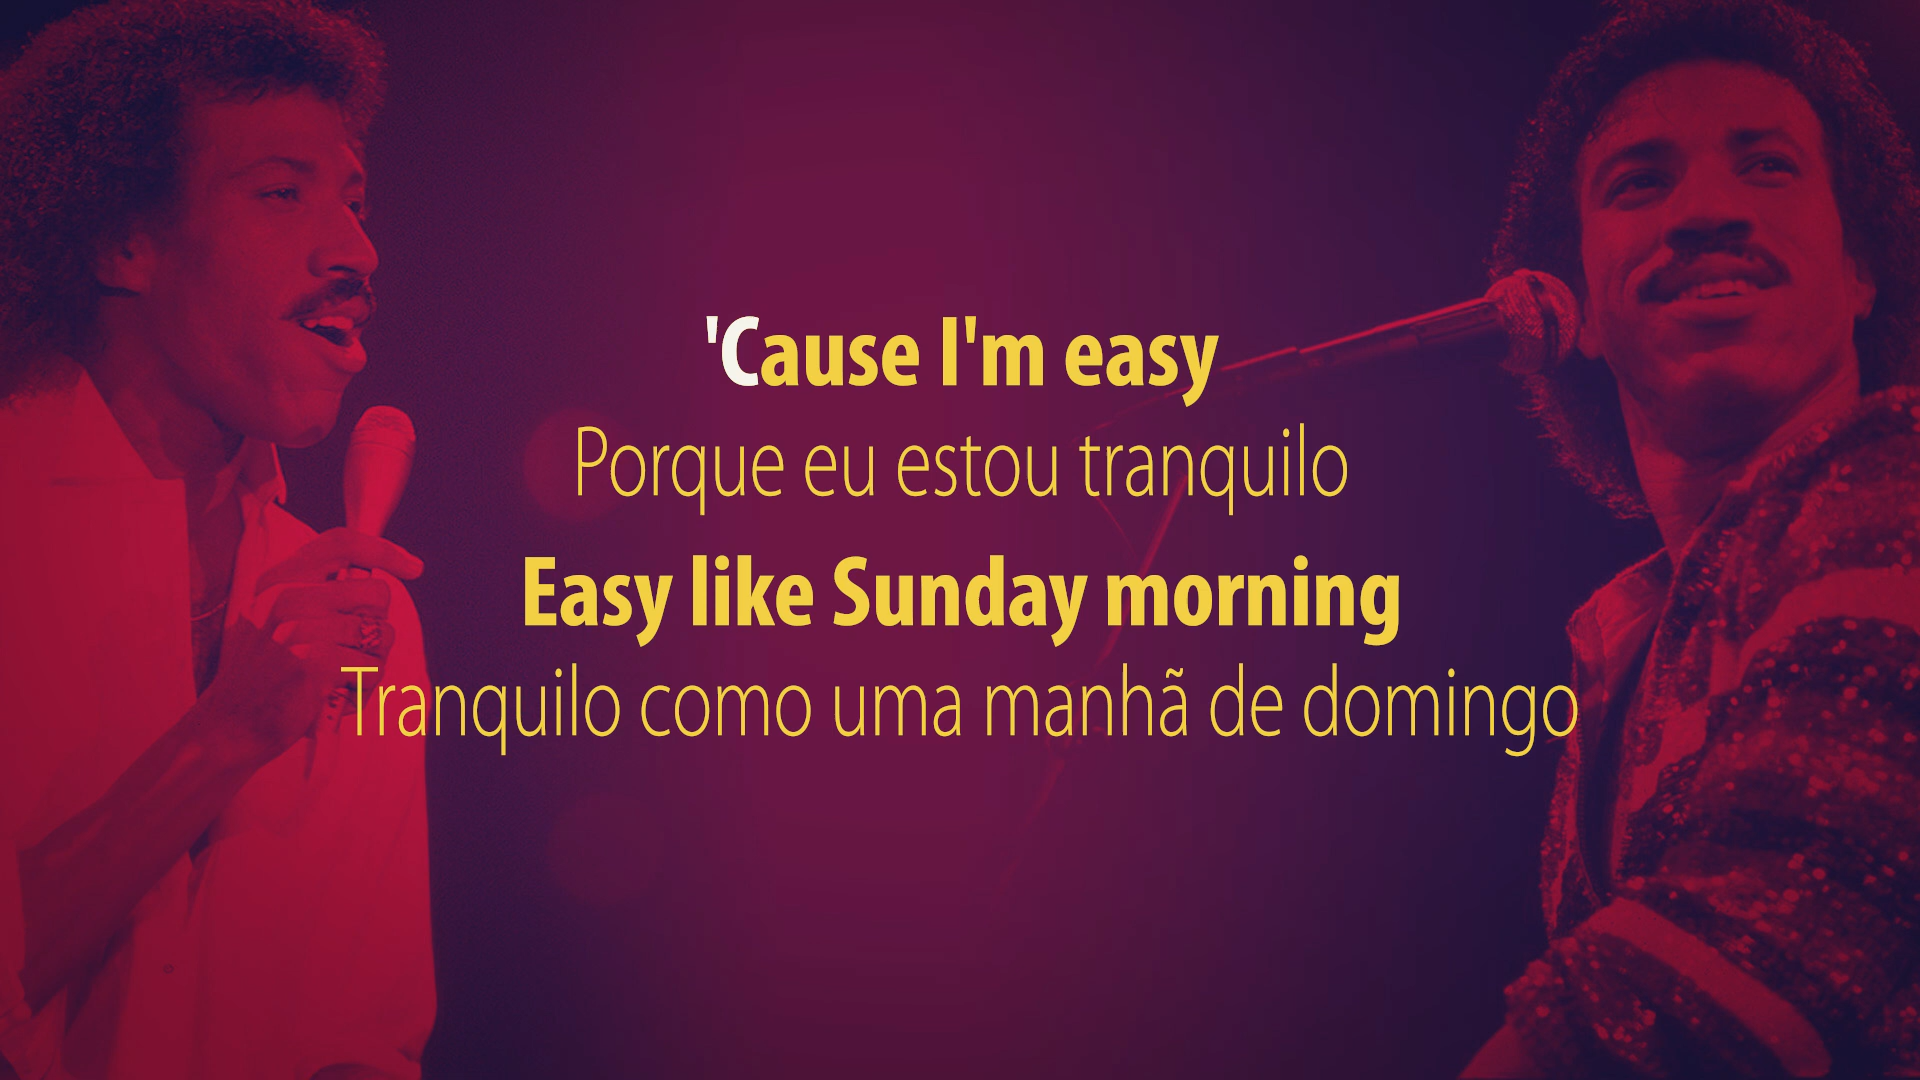 'Cause I'm easy
Porque eu estou tranquilo
Easy like Sunday morning
Tranquilo como uma manhã de domingo